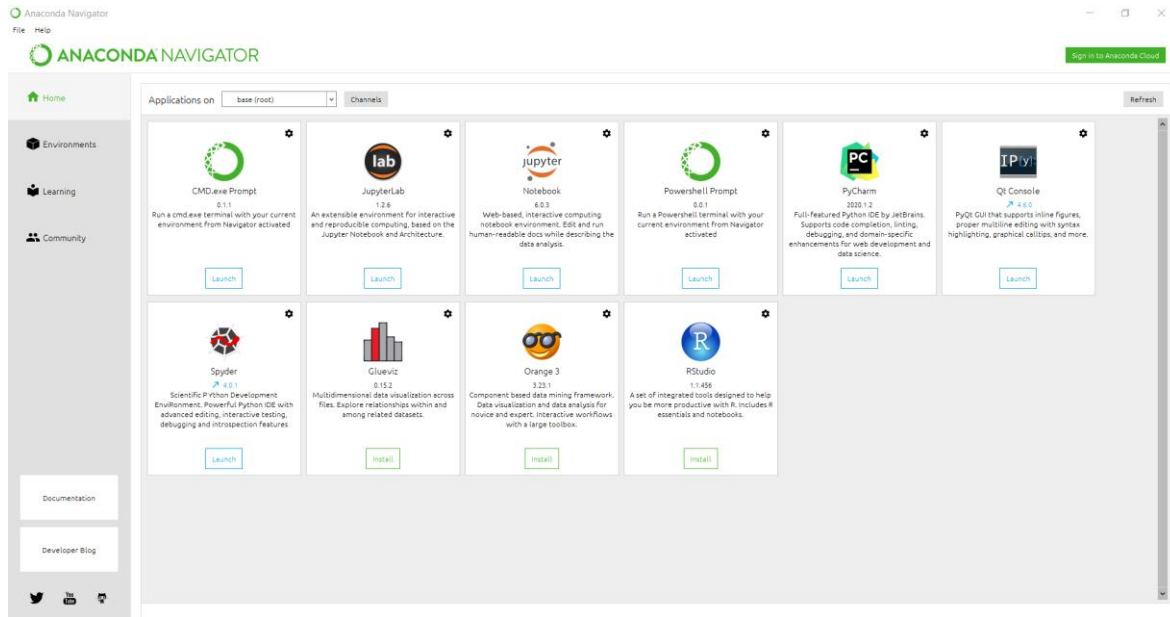 Anaconda Navigator
File Help
ANACONDA NAVIGATOR
Sign in to Anaconda Cloud
Home
Environments
Learning
Community
Documentation
Developer Blog
You
Tube
Applications on base (root) Channels Refresh
CMD.exe Prompt
0.1.1
Run a cmd.exe terminal with your current
environment from Navigator activated
Launch
lab
JupyterLab
1.2.6
An extensible environment for interactive
and reproducible computing, based on the
Jupyter Notebook and Architecture.
Launch
jupyter
Notebook
6.0.3
Web-based, interactive computing
notebook environment. Edit and run
human-readable docs while describing the
data analysis.
Launch
Powershell Prompt
0.0.1
Run a Powershell terminal with your
current environment from Navigator
activated
Launch
PC
PyCharm
2020.1.2
Full-featured Python IDE by JetBrains.
Supports code completion, linting,
debugging, and domain-specific
enhancements for web development and
data science.
Launch
IP[y]:
Qt Console
4.6.0
PyQt GUI that supports inline figures,
proper multiline editing with syntax
highlighting, graphical calltips, and more.
Launch
Spyder
4.0.1
Scientific PYthon Development
EnviRonment. Powerful Python IDE with
advanced editing, interactive testing,
debugging and introspection features
Launch
Glueviz
0.15.2
Multidimensional data visualization across
files. Explore relationships within and
among related datasets.
Install
Orange 3
3.23.1
Component based data mining framework.
Data visualization and data analysis for
novice and expert. Interactive workflows
with a large toolbox.
Install
R
RStudio
1.1.456
A set of integrated tools designed to help
you be more productive with R. Includes R
essentials and notebooks.
Install